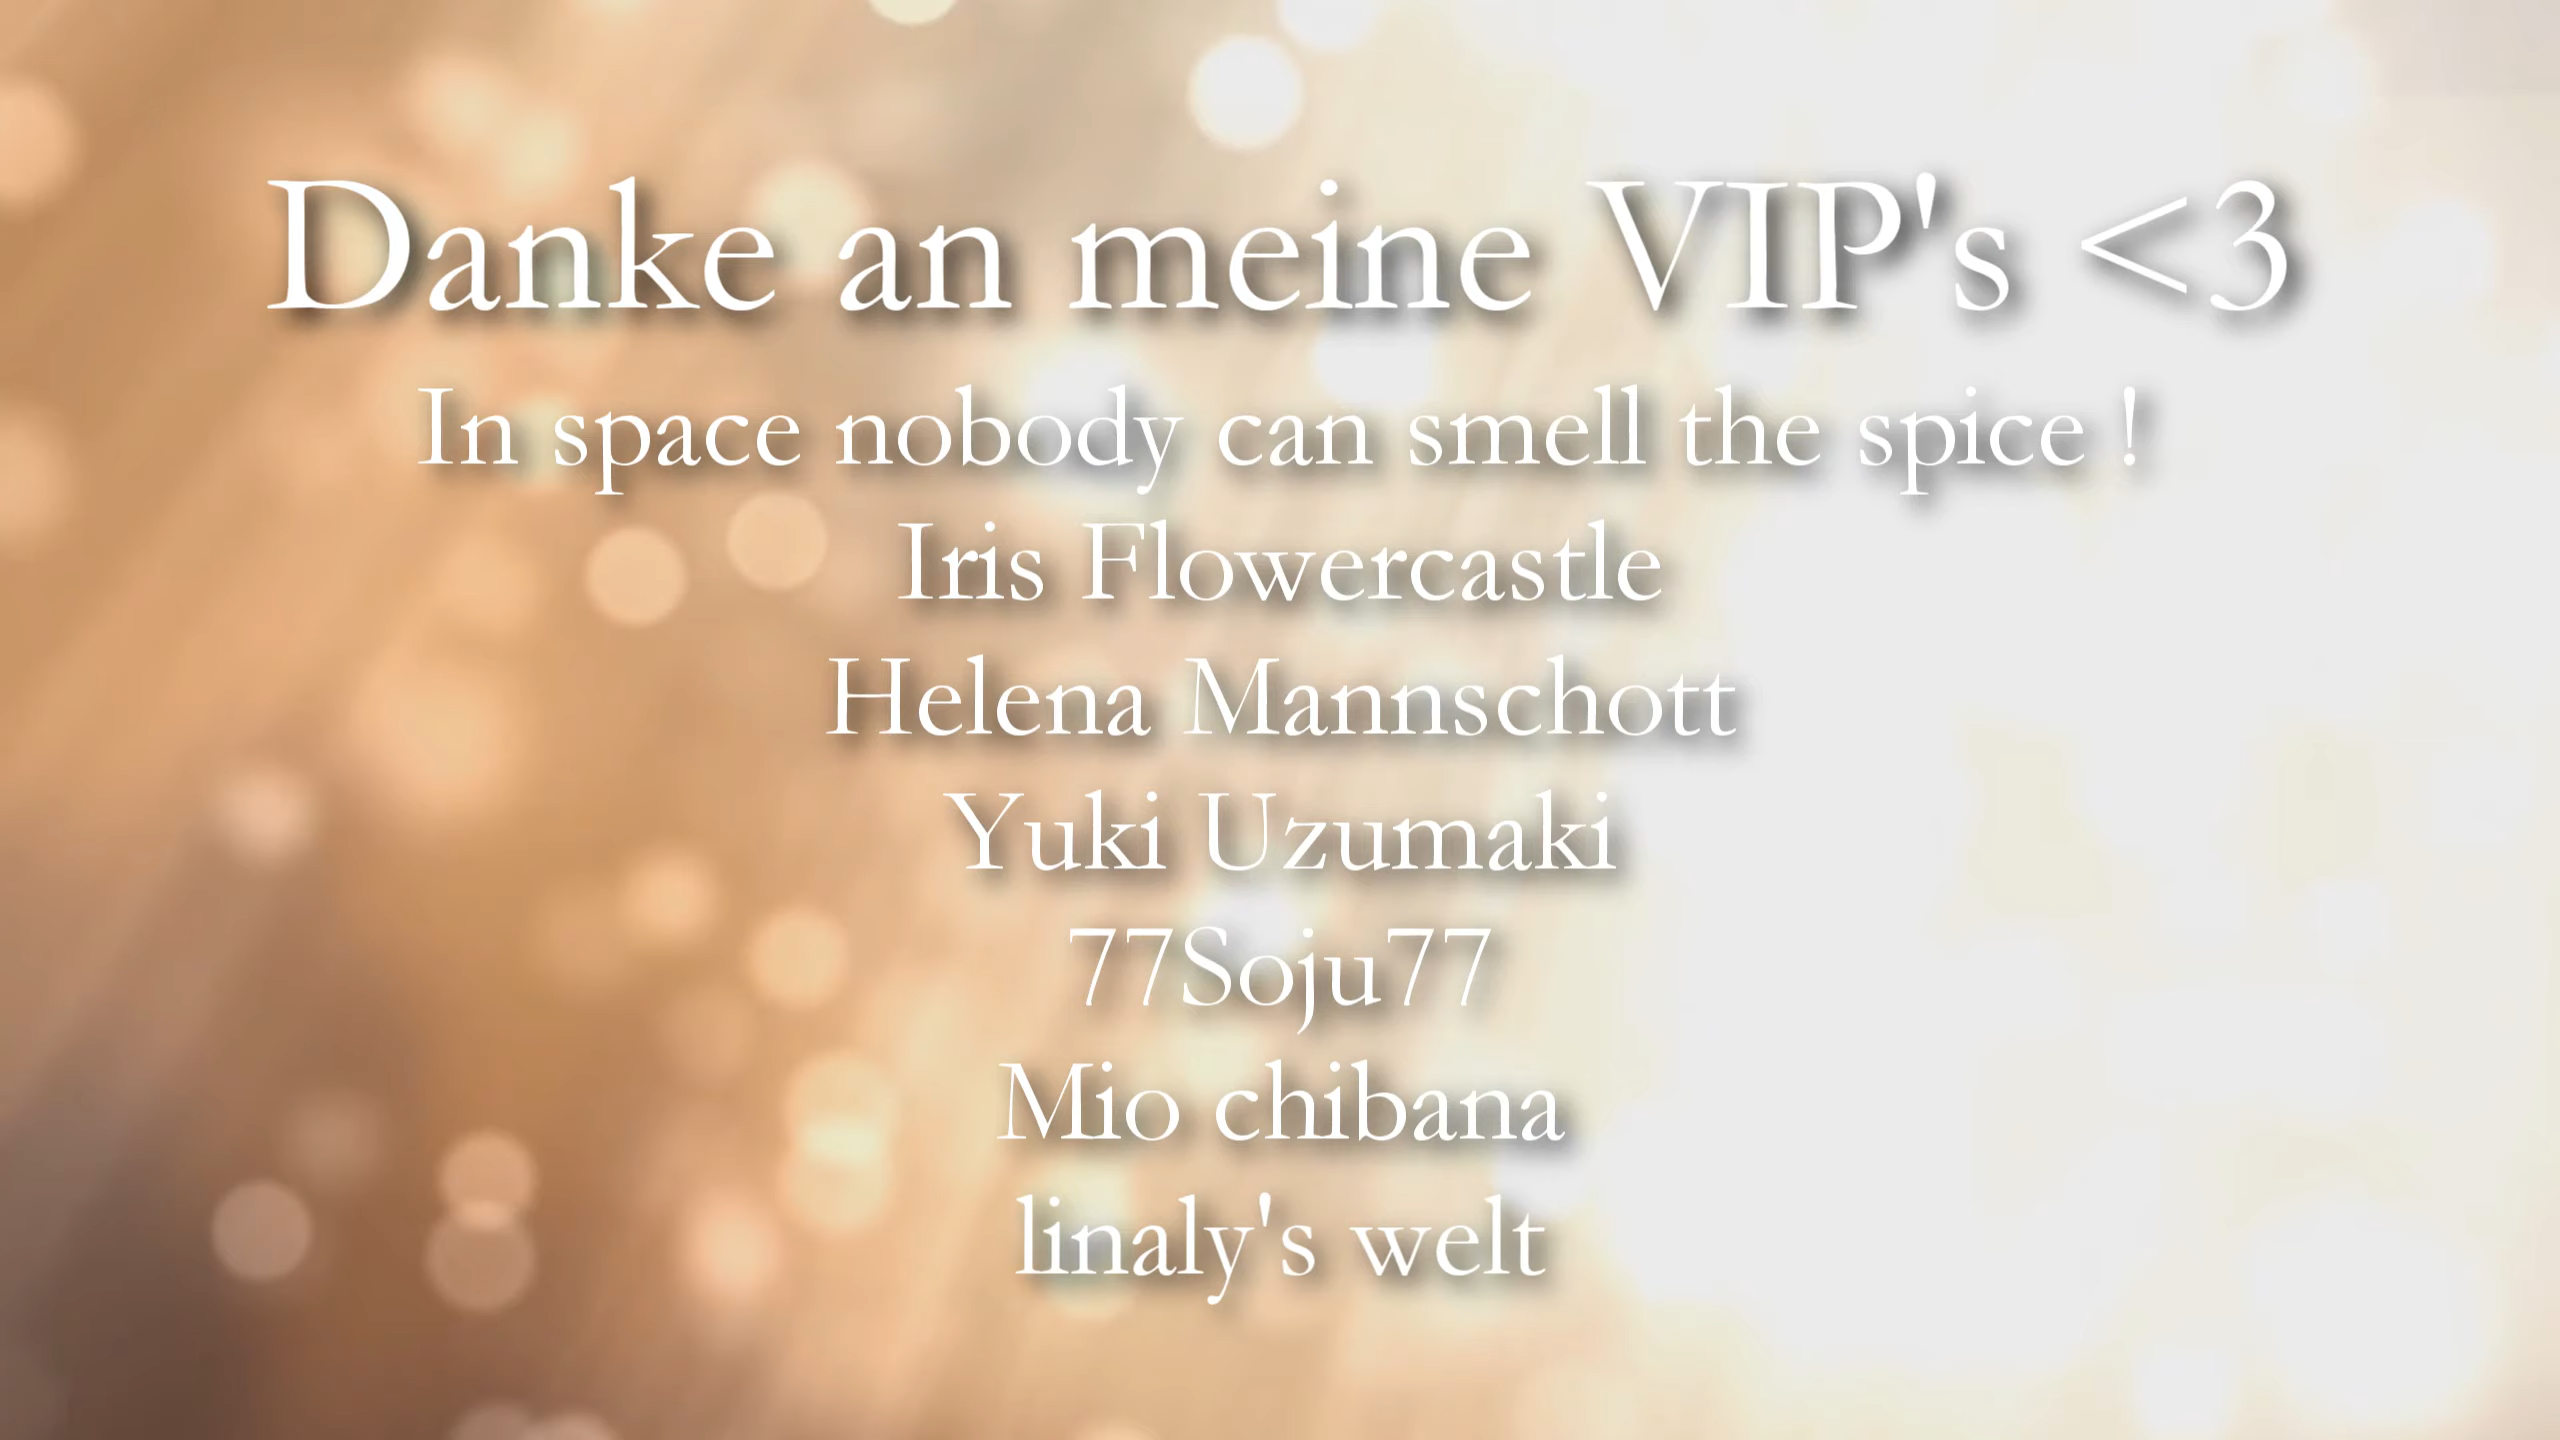 Danke an meine VIP's <3
In space nobody can smell the spice !
Iris Flowercastle
Helena Mannschott
Yuki Uzumaki
77Soju77
Mio chibana
linaly's welt